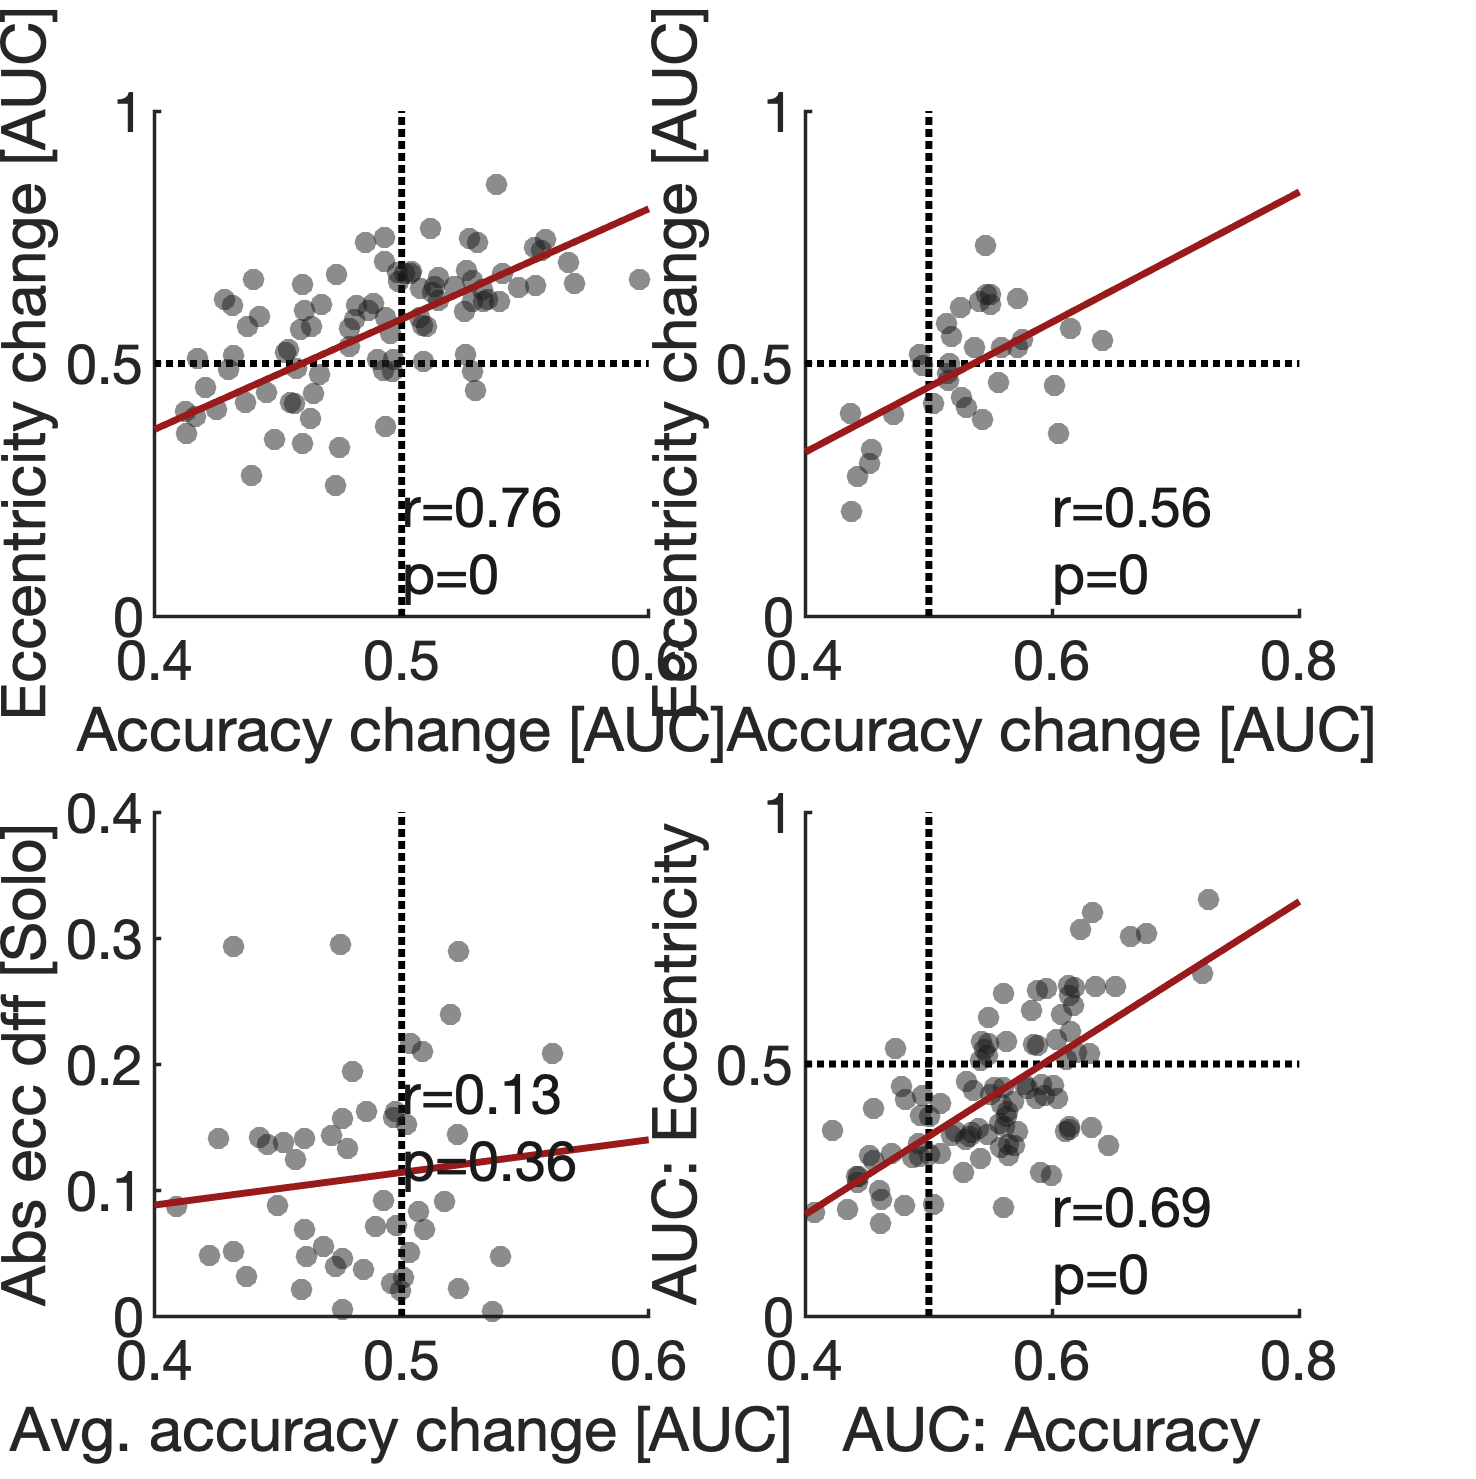 Eccentricity change [AUC]
1
0.5
0
0.4 0.5 0.6
Accuracy change [AUC]
r=0.76
p=0
Eccentricity change [AUC]
1
0.5
0
0.4 0.6 0.8
Accuracy change [AUC]
r=0.56
p=0
Abs ecc dff [Solo]
0.4
0.3
0.2
0.1
0
0.4 0.5 0.6
Avg. accuracy change [AUC]
r=0.13
p=0.36
AUC: Eccentricity
1
0.5
0
0.4 0.6 0.8
AUC: Accuracy
r=0.69
p=0